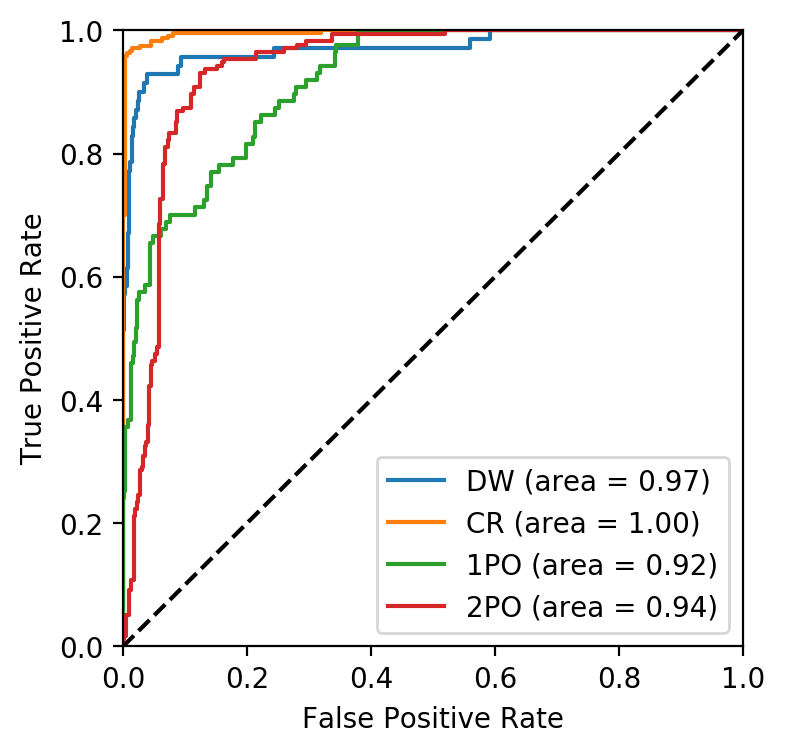 1.0
0.8
0.6
0.4
0.2
0.0
True Positive Rate
DW (area = 0.97)
CR (area = 1.00)
1PO (area = 0.92)
2PO (area = 0.94)
0.0 0.2 0.4 0.6 0.8 1.0
False Positive Rate